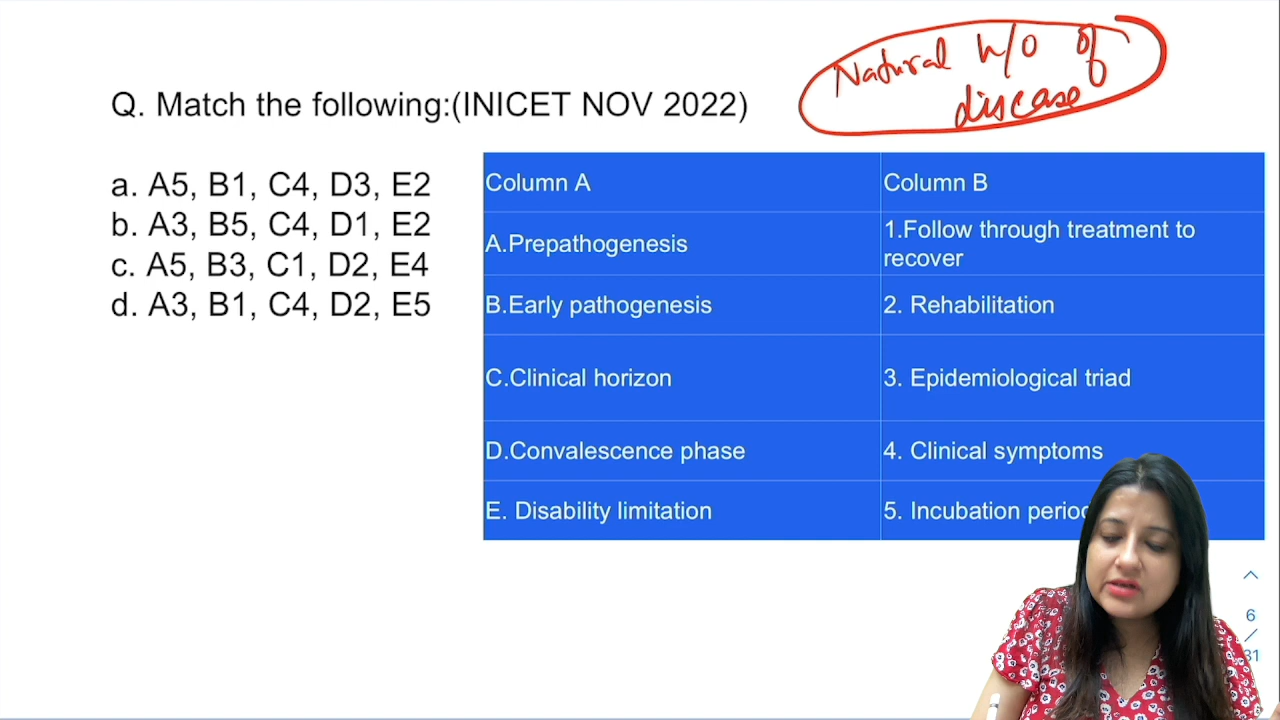 Natural h/o of
disease
Q. Match the following:(INICET NOV 2022)
a. A5, B1, C4, D3, E2
b. A3, B5, C4, D1, E2
c. A5, B3, C1, D2, E4
d. A3, B1, C4, D2, E5
Column A
Column B
A.Prepathogenesis
1.Follow through treatment to
recover
B.Early pathogenesis
2. Rehabilitation
C.Clinical horizon
3. Epidemiological triad
D.Convalescence phase
4. Clinical symptoms
E. Disability limitation
5. Incubation
6
/
31